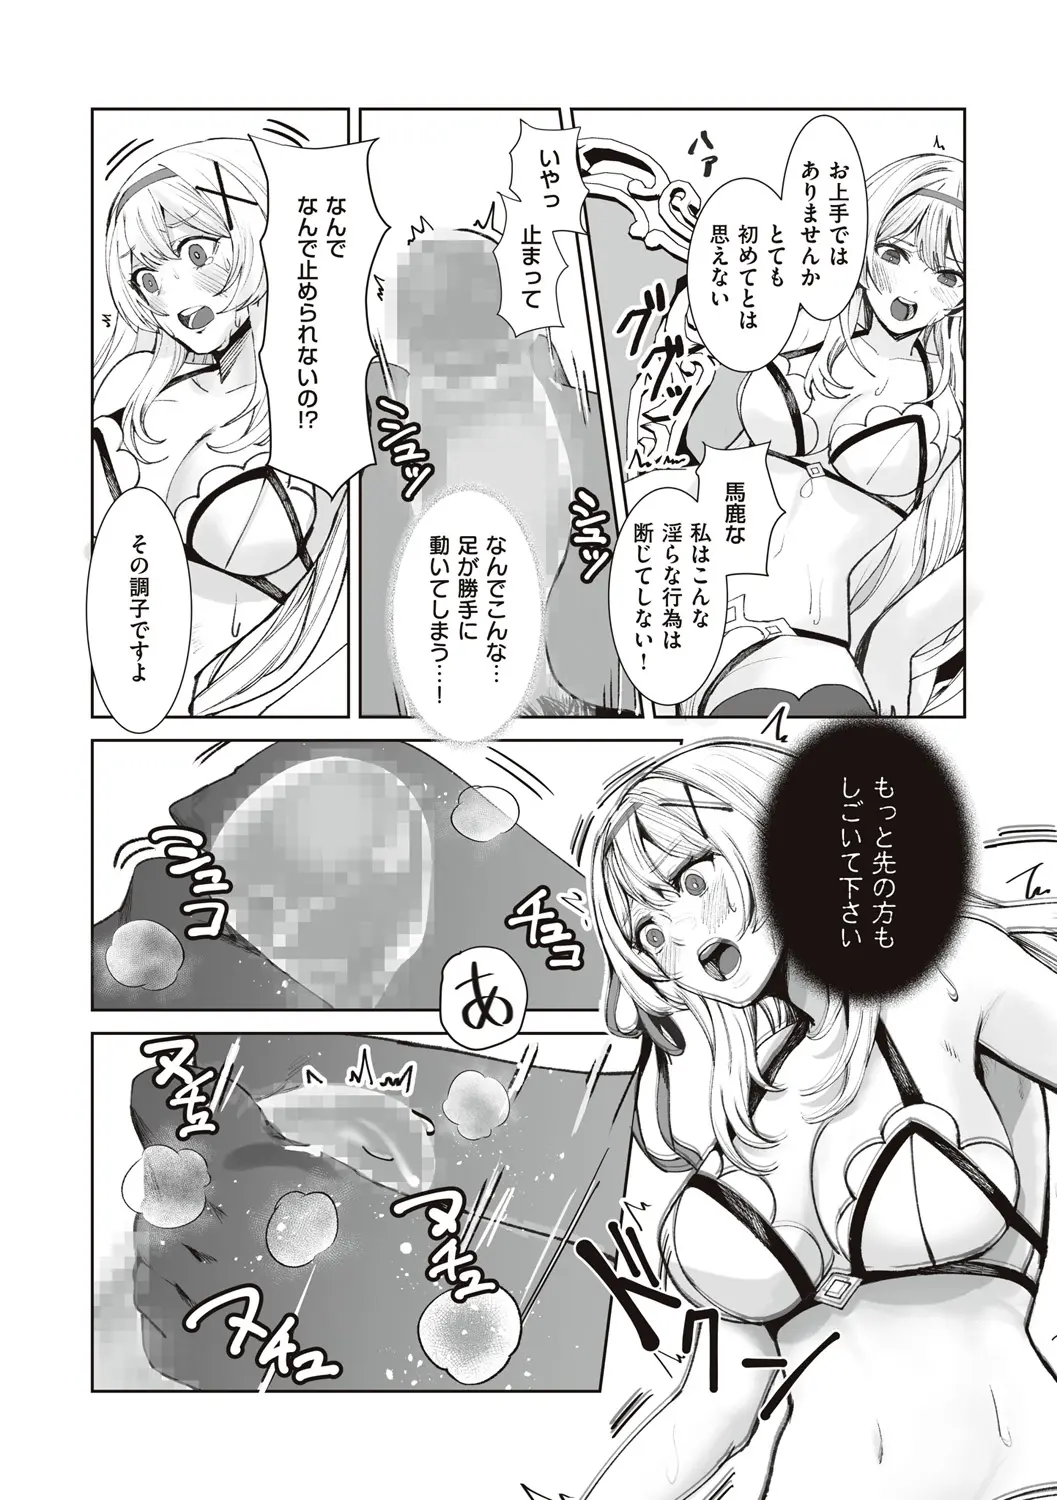 お上手では
ありませんか
とても
初めてとは
思えない
ハァ
グッ
グッ
馬鹿な
私はこんな
淫らな行為は
断じてしない!
いやっ
止まって
シュッ
シュッ
なんでこんな…
足が勝手に
動いてしまう…!
なんで
なんで止められないの!?
その調子ですよ
もっと先の方も
しごいて下さい
シュコ
チュコ
あ
ヌチュ
ヌチュ
ヌチュ
ドクーン